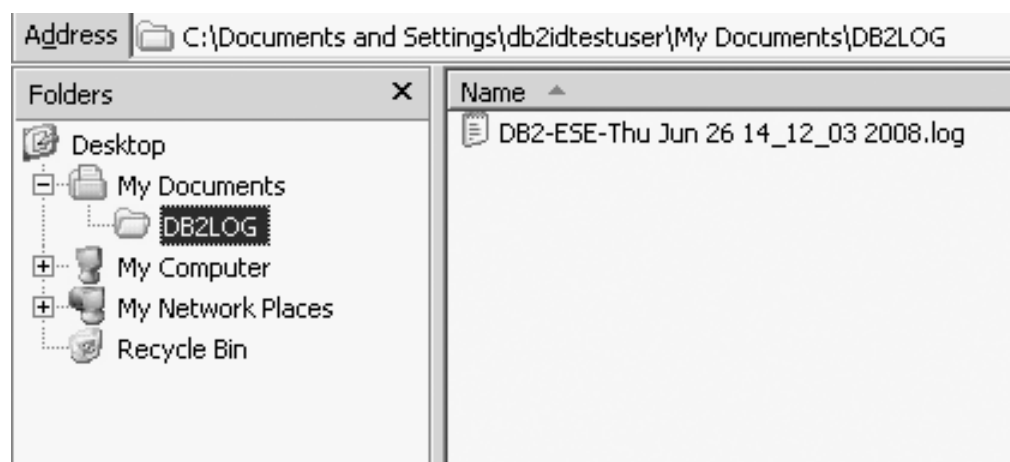 Address C:\Documents and Settings\db2idtestuser\My Documents\DB2LOG
Folders
Desktop
My Documents
DB2LOG
My Computer
My Network Places
Recycle Bin
Name
DB2-ESE-Thu Jun 26 14_12_03 2008.log